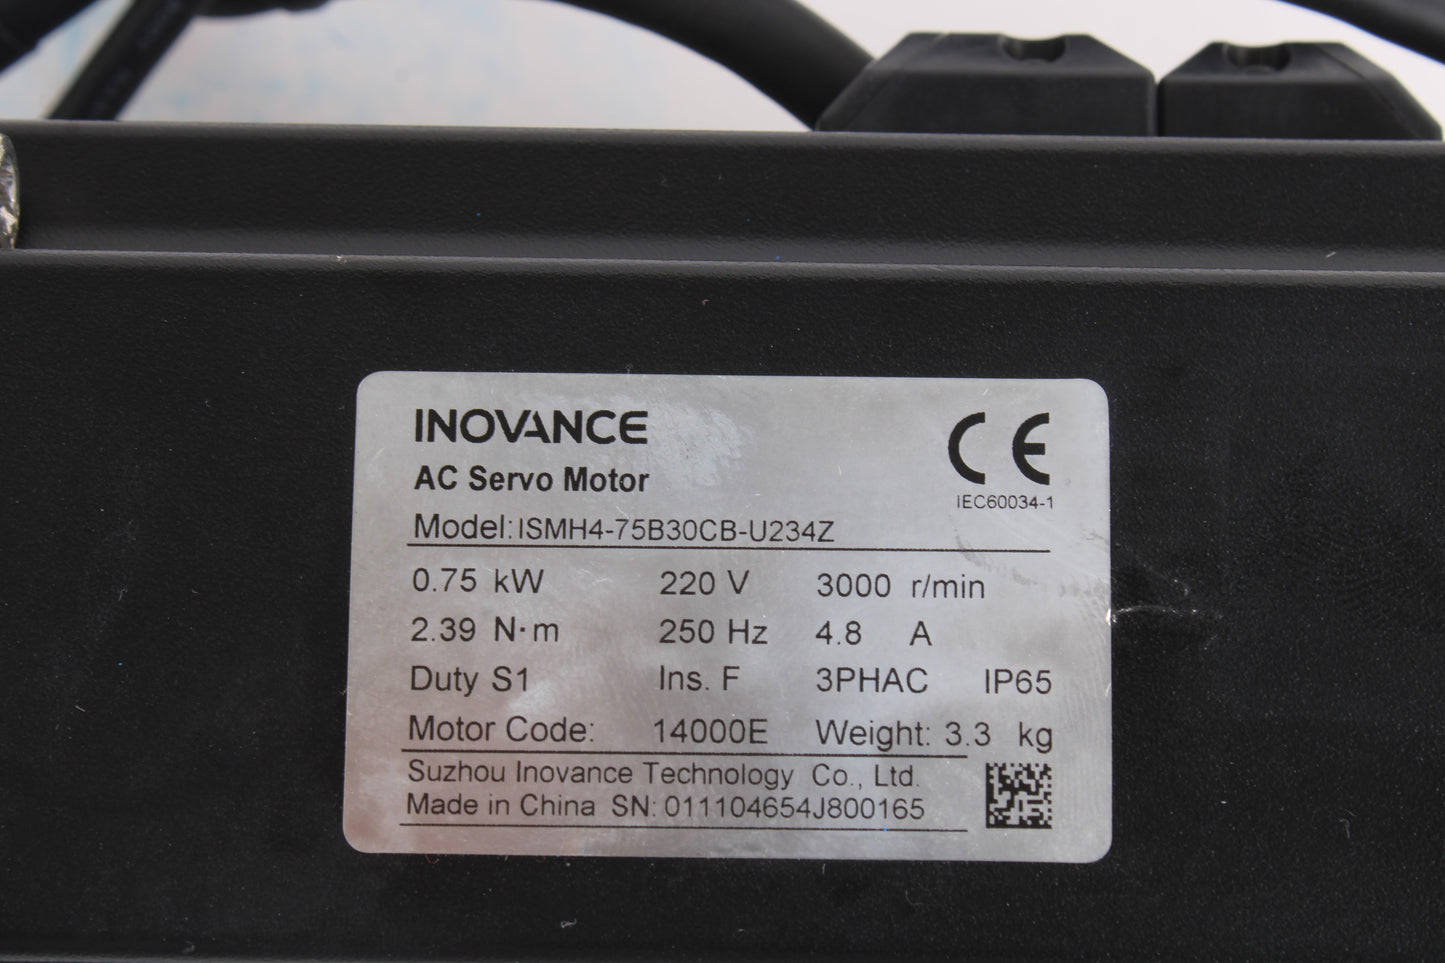 INOVANCE
CE
AC Servo Motor
IEC60034-1
Model: ISMH4-75B30CB-U234Z
0.75 kW 220 V 3000 r/min
2.39 N·m 250 Hz 4.8 A
Duty S1 Ins. F 3PHAC IP65
Motor Code: 14000E Weight: 3.3 kg
Suzhou Inovance Technology Co., Ltd.
Made in China SN: 011104654J800165